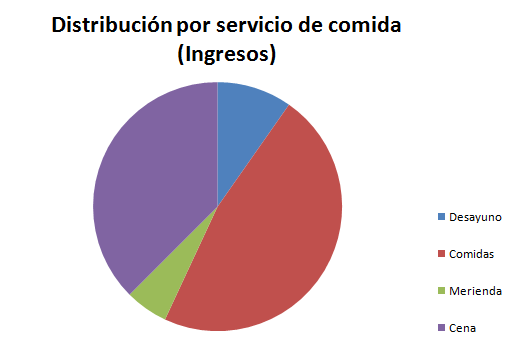 Distribución por servicio de comida
(Ingresos)
Desayuno
Comidas
Merienda
Cena